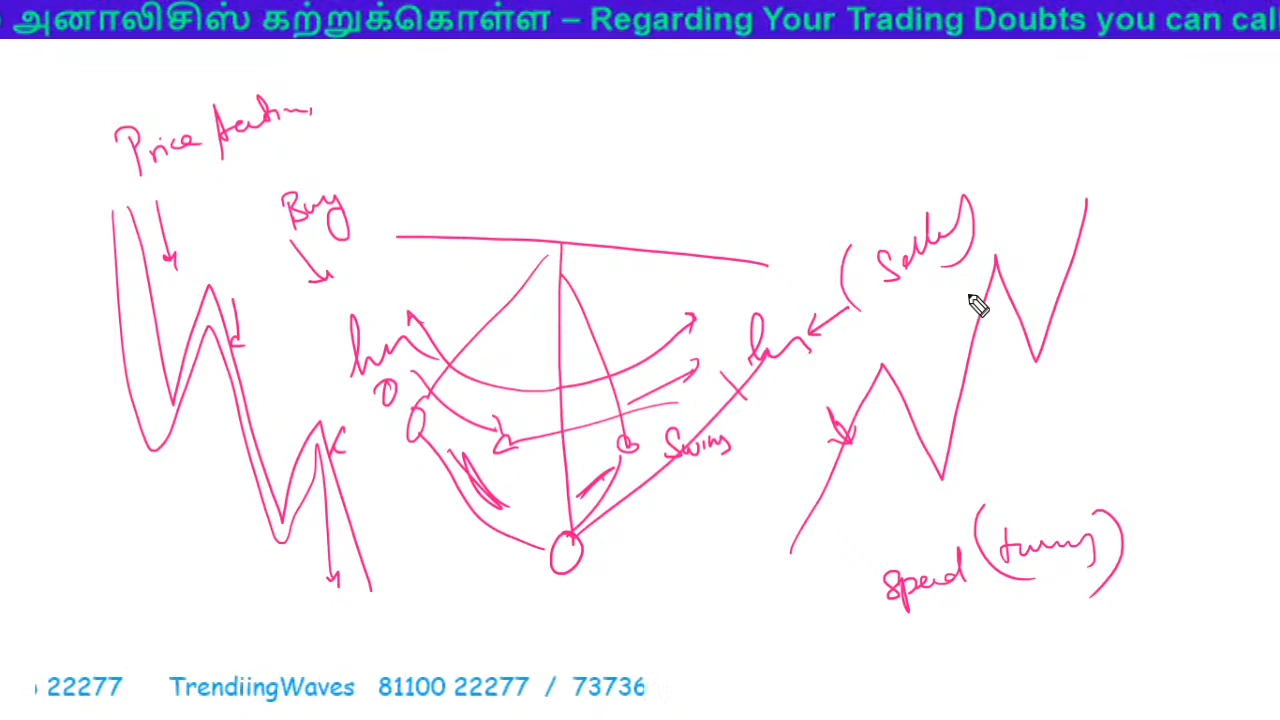 அனாலிசிஸ் கற்றுக்கொள்ள – Regarding Your Trading Doubts you can cal
Price Action
Buy
(Seller)
Swing
Speed (
22277 TrendiingWaves 81100 22277 / 73736